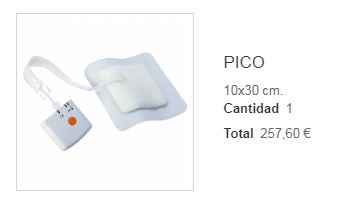 PICO
10x30 cm.
Cantidad 1
Total 257,60 €